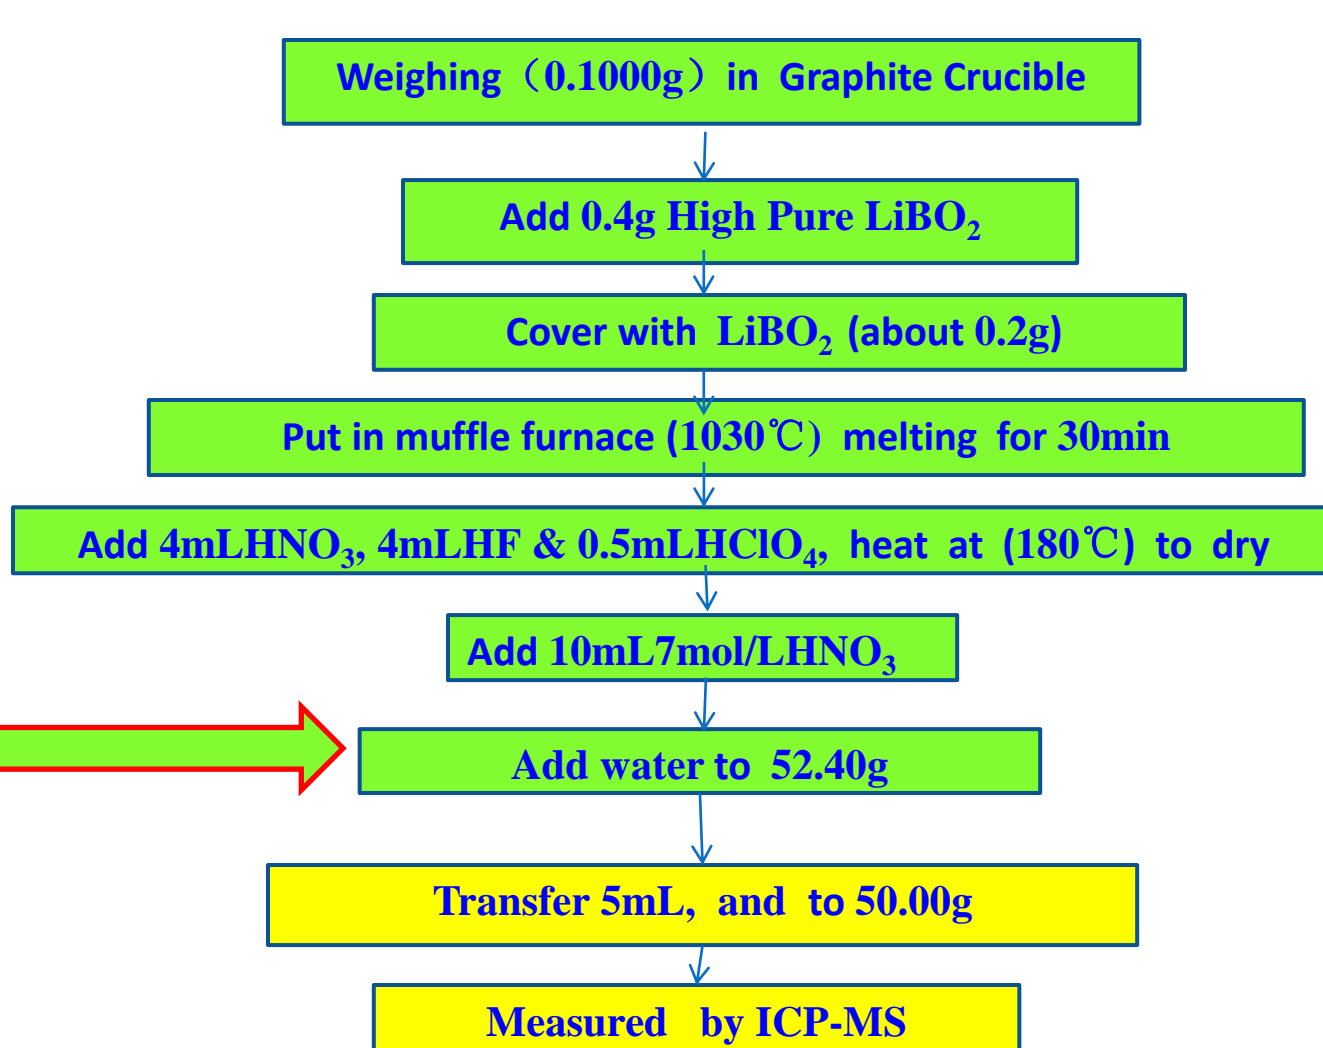 Weighing（0.1000g）in Graphite Crucible
Add 0.4g High Pure LiBO₂
Cover with LiBO₂ (about 0.2g)
Put in muffle furnace (1030℃) melting for 30min
Add 4mLHNO₃, 4mLHF & 0.5mLHClO₄, heat at (180℃) to dry
Add 10mL7mol/LHNO₃
Add water to 52.40g
Transfer 5mL, and to 50.00g
Measured by ICP-MS